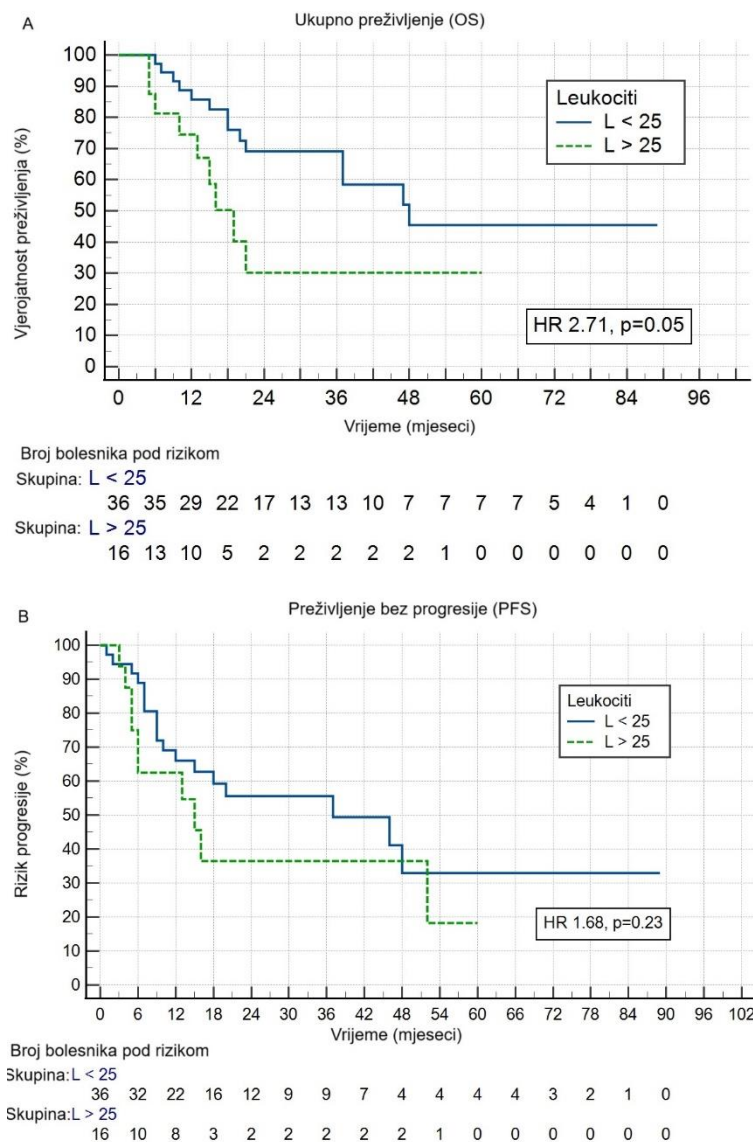 A
Ukupno preživljenje (OS)
Vjerojatnost preživljenja (%)
100
90
80
70
60
50
40
30
20
10
0
Leukociti
L < 25
L > 25
HR 2.71, p=0.05
0 12 24 36 48 60 72 84 96
Vrijeme (mjeseci)
Broj bolesnika pod rizikom
Skupina: L < 25
36 35 29 22 17 13 13 10 7 7 7 7 5 4 1 0
Skupina: L > 25
16 13 10 5 2 2 2 2 2 1 0 0 0 0 0 0
B
Preživljenje bez progresije (PFS)
Rizik progresije (%)
100
90
80
70
60
50
40
30
20
10
0
Leukociti
L < 25
L > 25
HR 1.68, p=0.23
0 6 12 18 24 30 36 42 48 54 60 66 72 78 84 90 96 102
Vrijeme (mjeseci)
Broj bolesnika pod rizikom
Skupina: L < 25
36 32 22 16 12 9 9 7 4 4 4 4 3 2 1 0
Skupina: L > 25
16 10 8 3 2 2 2 2 2 1 0 0 0 0 0 0